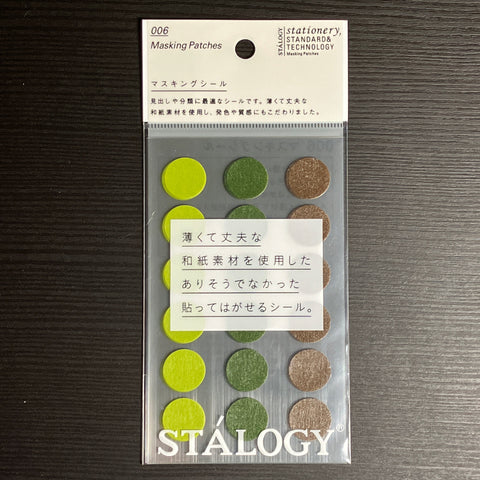 006
Masking Patches
STÁLOGY
stationery,
STANDARD&
TECHNOLOGY
Masking Patches
マスキングシール
見出しや分類に最適なシールです。薄くて丈夫な
和紙素材を使用し、発色や質感にもこだわりました。
薄くて丈夫な
和紙素材を使用した
ありそうでなかった
貼ってはがせるシール。
STÁLOGY®